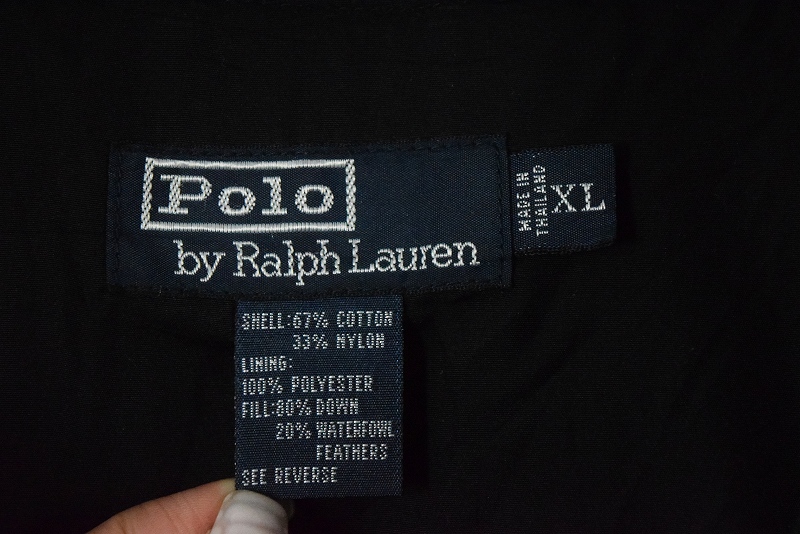 Polo
by Ralph Lauren
MADE IN
THAILAND
XL
SHELL:67% COTTON
33% NYLON
LINING:
100% POLYESTER
FILL:80% DOWN
20% WATERFOWL
FEATHERS
SEE REVERSE